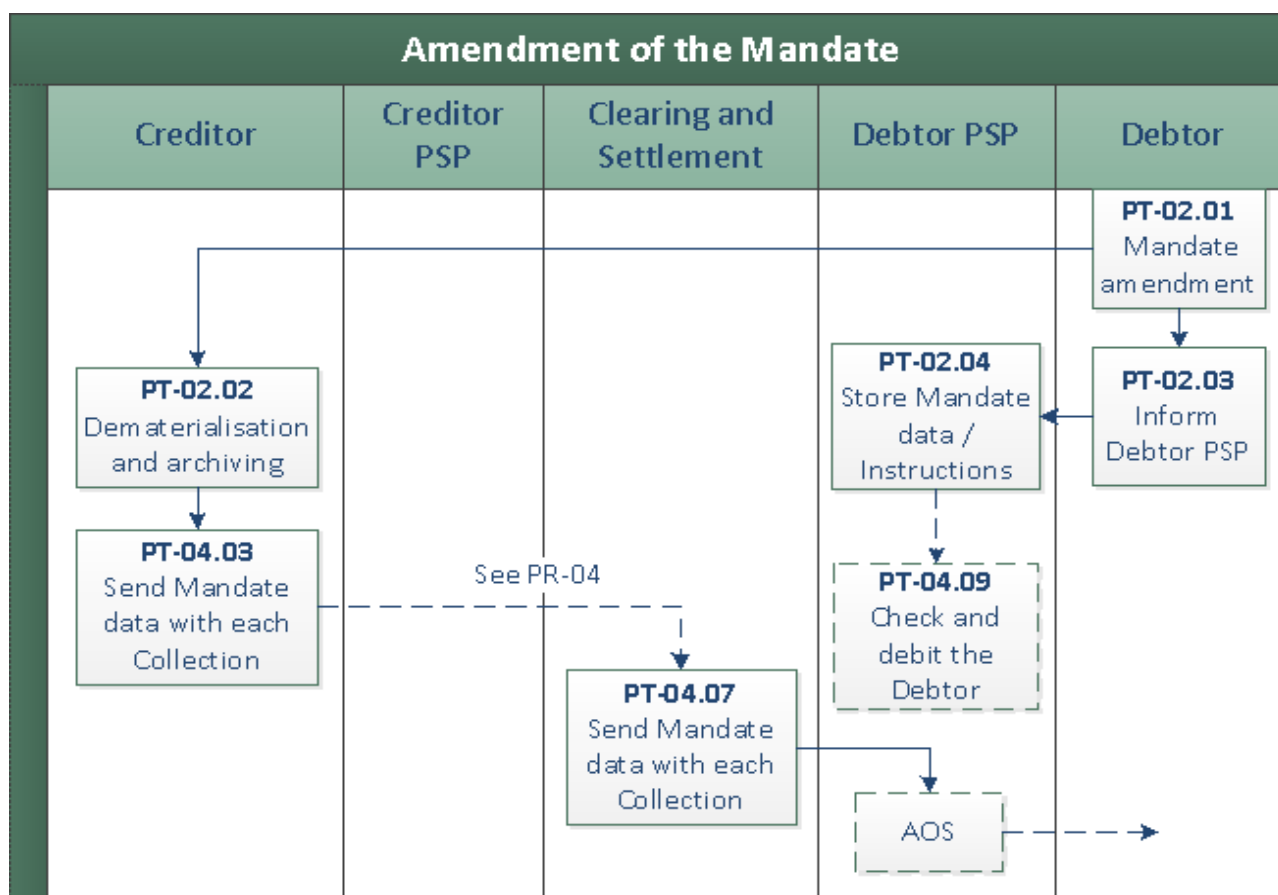 Amendment of the Mandate
Creditor
Creditor
PSP
Clearing and
Settlement
Debtor PSP
Debtor
PT-02.01
Mandate
amendment
PT-02.02
Dematerialisation
and archiving
PT-02.04
Store Mandate
data /
Instructions
PT-02.03
Inform
Debtor PSP
PT-04.03
Send Mandate
data with each
Collection
See PR-04
PT-04.09
Check and
debit the
Debtor
PT-04.07
Send Mandate
data with each
Collection
AOS